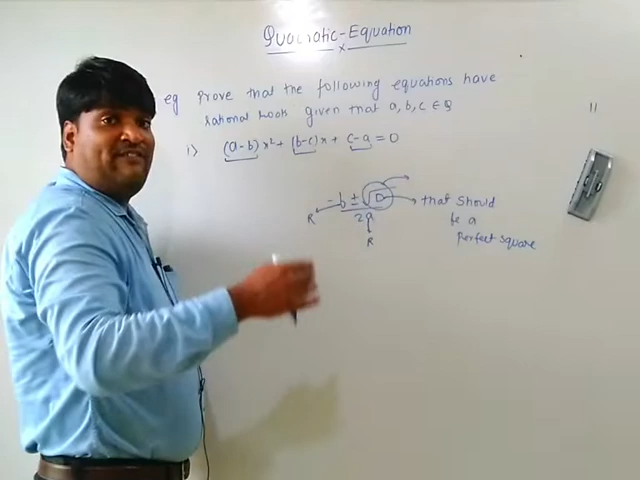 Quadratic-Equation
x
eg Prove that the following equations have
rational roots given that a, b, c ∈ Q
i> (a-b)x² + (b-c)x + c-a = 0
-b ± √D
2a
R
R
that should
be a
perfect square
11